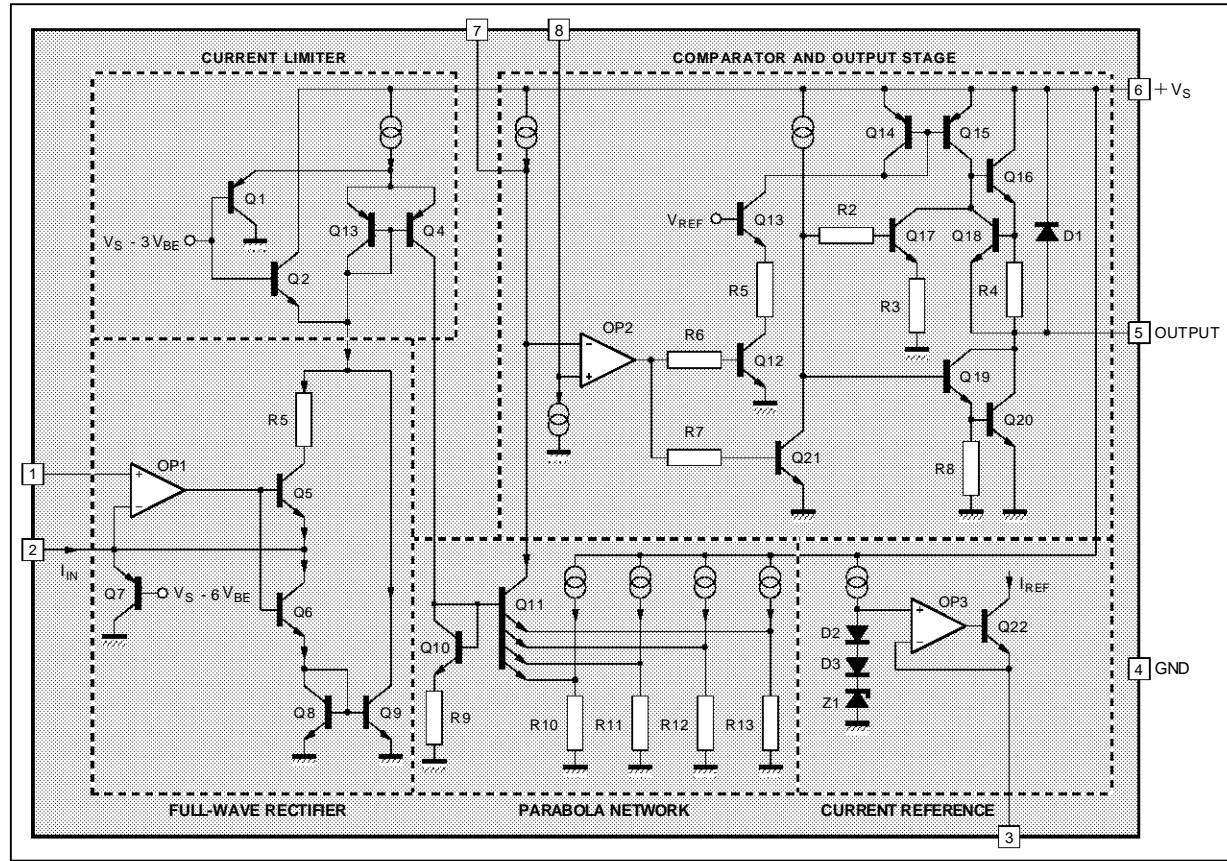 7
8
CURRENT LIMITER
COMPARATOR AND OUTPUT STAGE
6
+ VS
Q14
Q15
Q1
Q16
Q13
Q4
Q13
VREF
R2
VS - 3 VBE
Q17
Q18
D1
Q2
R5
R3
R4
OP2
R6
5
OUTPUT
-
+
Q12
Q19
R5
R7
Q20
1
OP1
+
-
Q5
Q21
R8
2
IIN
Q7
VS - 6 VBE
Q6
Q11
IREF
OP3
+
-
Q22
D2
Q10
D3
4
GND
Z1
Q8
Q9
R9
R10
R11
R12
R13
FULL-WAVE RECTIFIER
PARABOLA NETWORK
CURRENT REFERENCE
3